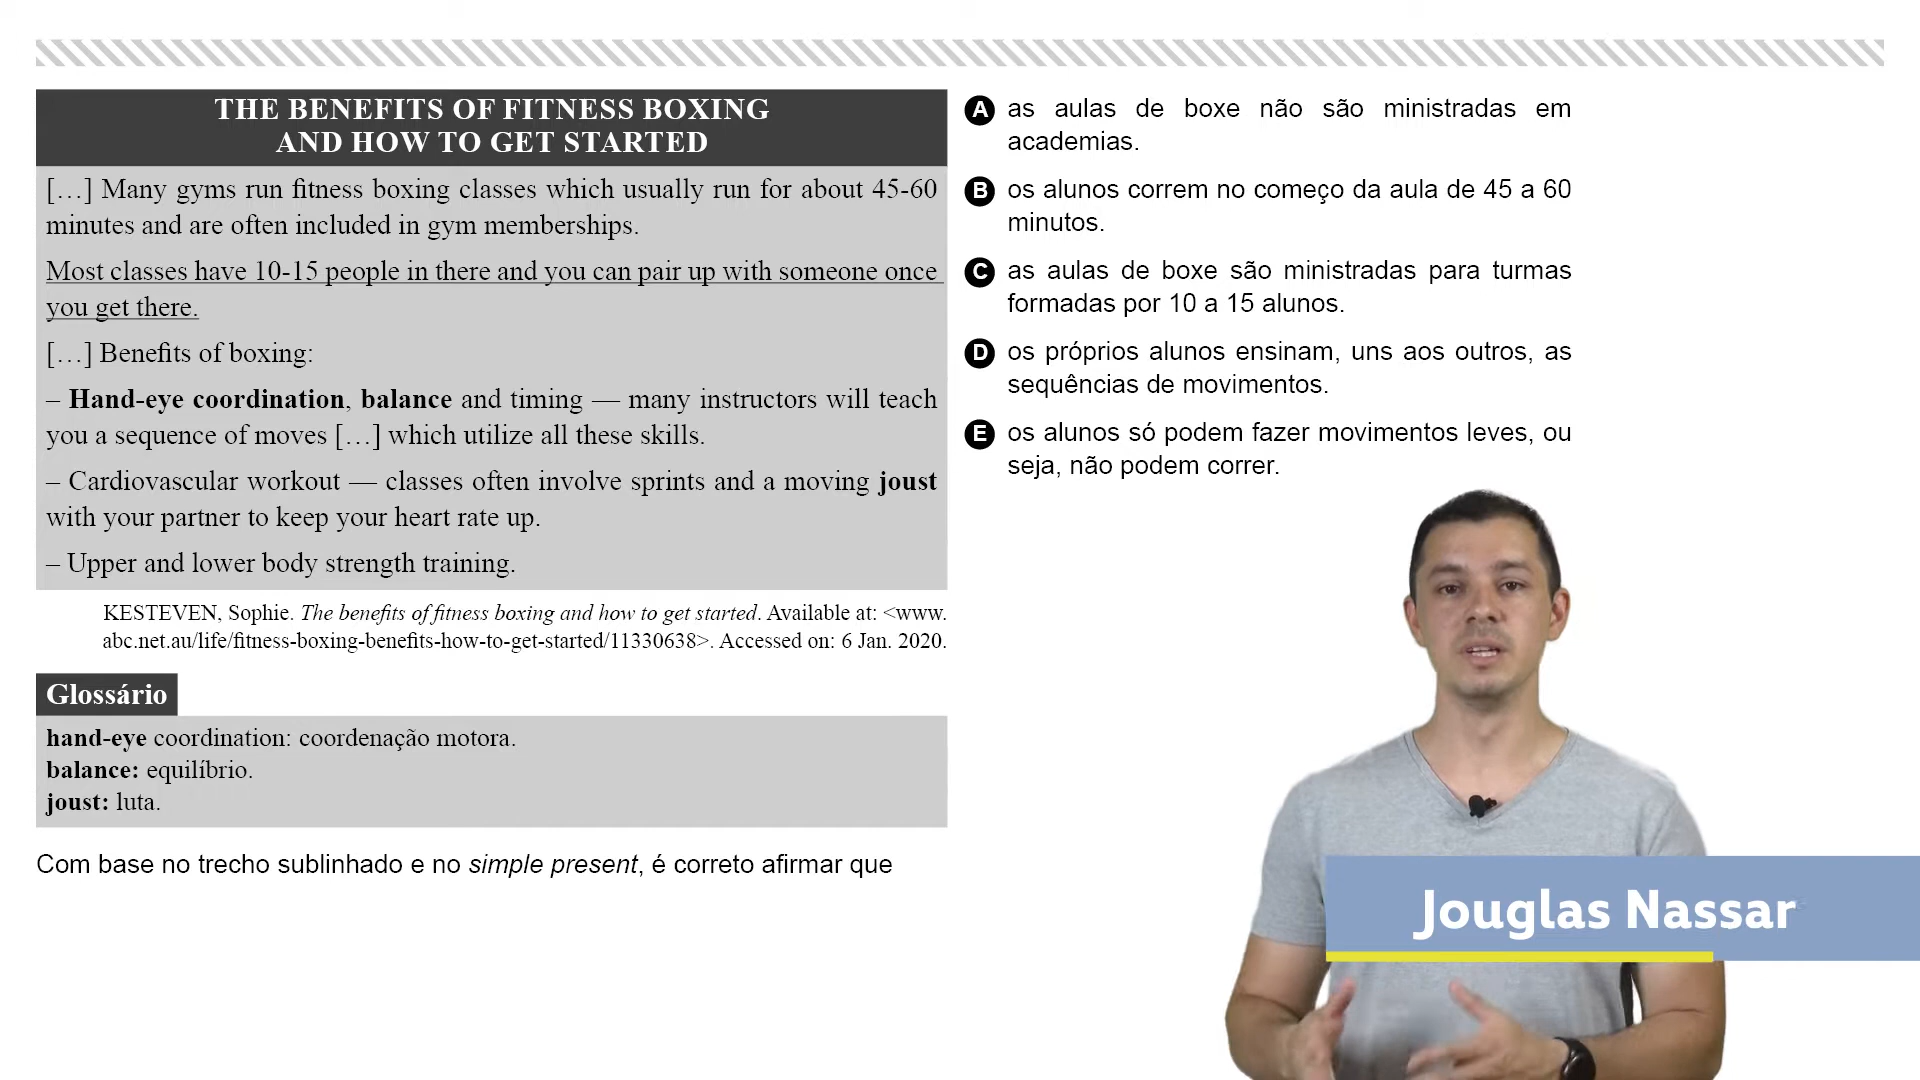 THE BENEFITS OF FITNESS BOXING
AND HOW TO GET STARTED
[…] Many gyms run fitness boxing classes which usually run for about 45-60
minutes and are often included in gym memberships.
Most classes have 10-15 people in there and you can pair up with someone once
you get there.
[…] Benefits of boxing:
– Hand-eye coordination, balance and timing — many instructors will teach
you a sequence of moves […] which utilize all these skills.
– Cardiovascular workout — classes often involve sprints and a moving joust
with your partner to keep your heart rate up.
– Upper and lower body strength training.
KESTEVEN, Sophie. The benefits of fitness boxing and how to get started. Available at: <www.
abc.net.au/life/fitness-boxing-benefits-how-to-get-started/11330638>. Accessed on: 6 Jan. 2020.
Glossário
hand-eye coordination: coordenação motora.
balance: equilíbrio.
joust: luta.
Com base no trecho sublinhado e no simple present, é correto afirmar que
A as aulas de boxe não são ministradas em
academias.
B os alunos correm no começo da aula de 45 a 60
minutos.
C as aulas de boxe são ministradas para turmas
formadas por 10 a 15 alunos.
D os próprios alunos ensinam, uns aos outros, as
sequências de movimentos.
E os alunos só podem fazer movimentos leves, ou
seja, não podem correr.
Jouglas Nassar